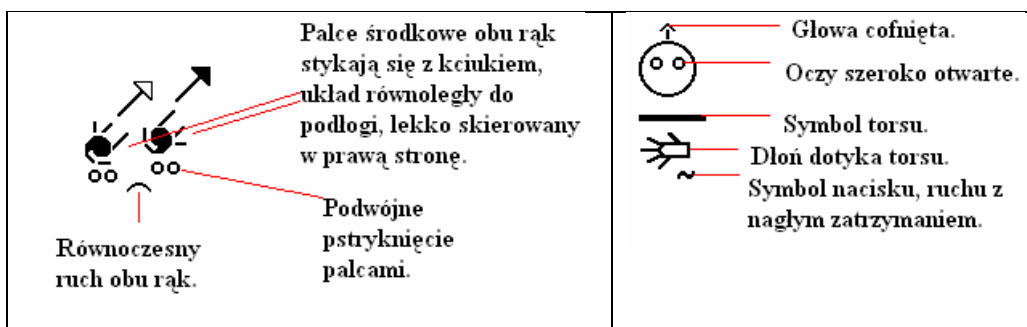 Palce środkowe obu rąk
stykają się z kciukiem,
układ równoległy do
podłogi, lekko skierowany
w prawą stronę.
Podwójne
pstryknięcie
palcami.
Równoczesny
ruch obu rąk.
Głowa cofnięta.
Oczy szeroko otwarte.
Symbol torsu.
Dłoń dotyka torsu.
Symbol nacisku, ruchu z
nagłym zatrzymaniem.